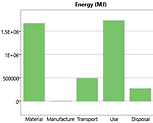 Energy (MJ)
1.5E+06
1E+06
500000
0
Material Manufacture Transport Use Disposal